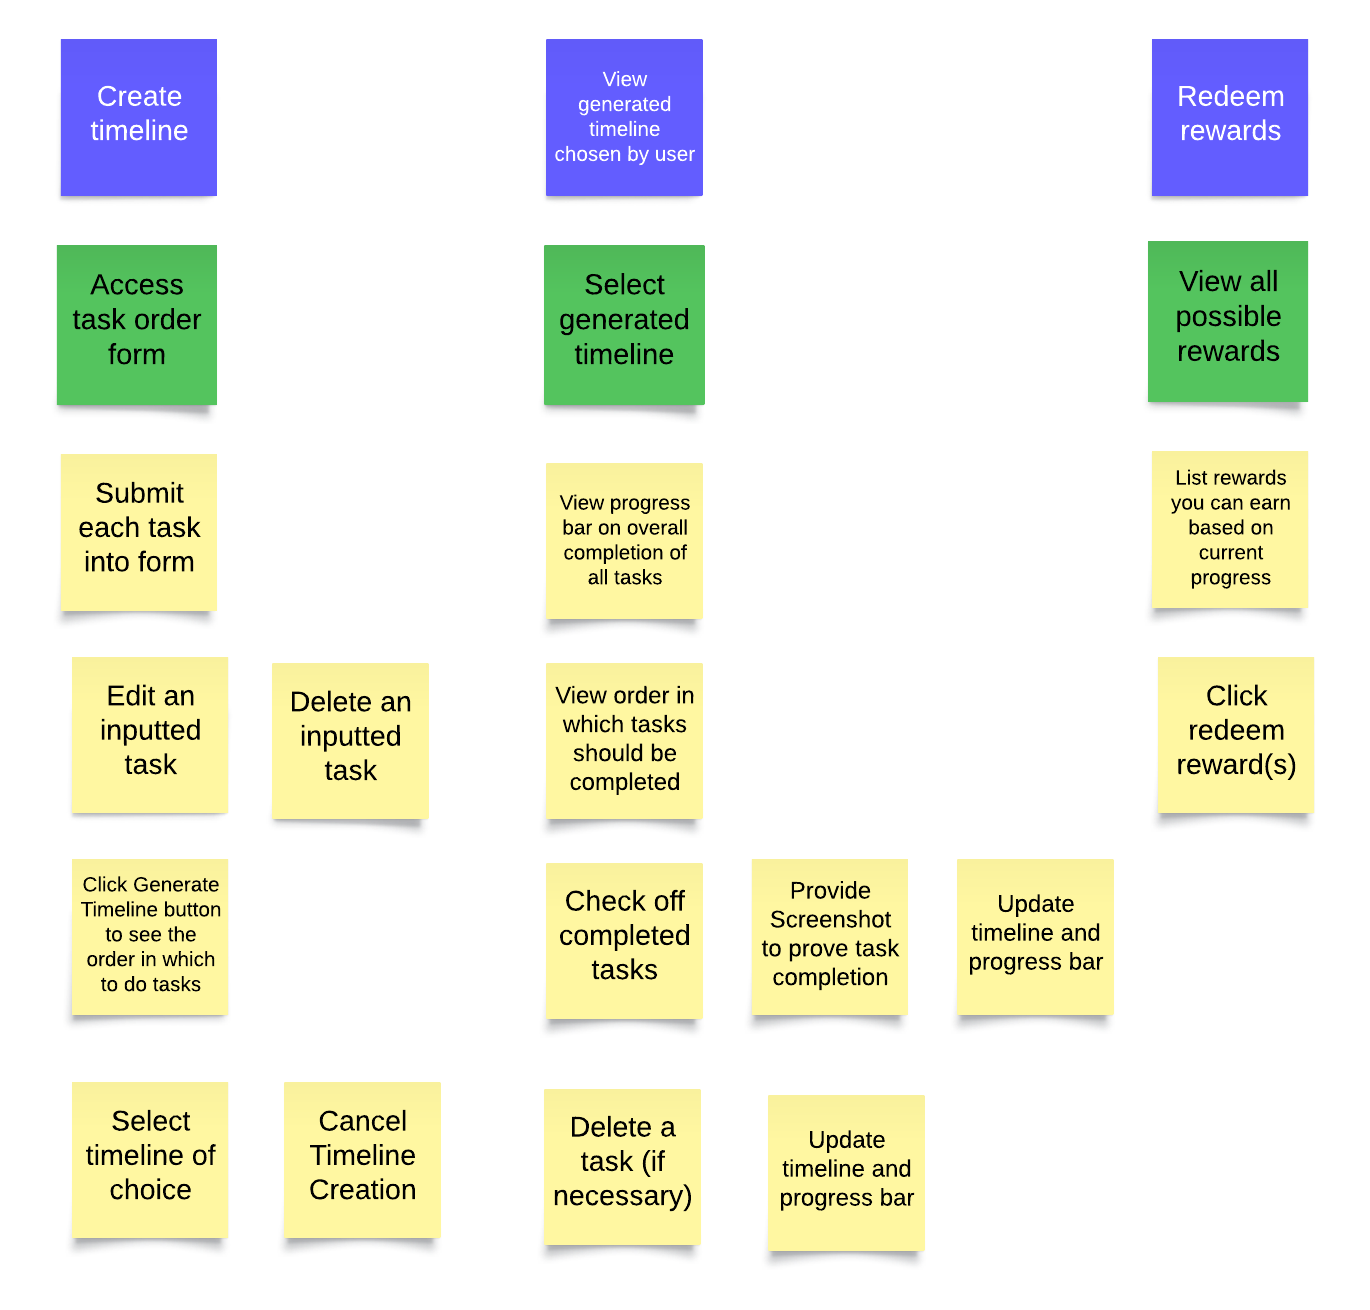 Create
timeline
View
generated
timeline
chosen by user
Redeem
rewards
Access
task order
form
Select
generated
timeline
View all
possible
rewards
Submit
each task
into form
View progress
bar on overall
completion of
all tasks
List rewards
you can earn
based on
current
progress
Edit an
inputted
task
Delete an
inputted
task
View order in
which tasks
should be
completed
Click
redeem
reward(s)
Click Generate
Timeline button
to see the
order in which
to do tasks
Check off
completed
tasks
Provide
Screenshot
to prove task
completion
Update
timeline and
progress bar
Select
timeline of
choice
Cancel
Timeline
Creation
Delete a
task (if
necessary)
Update
timeline and
progress bar